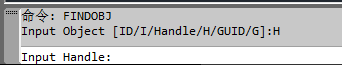 命令: FINDOBJ
Input Object [ID/I/Handle/H/GUID/G]:H
Input Handle: